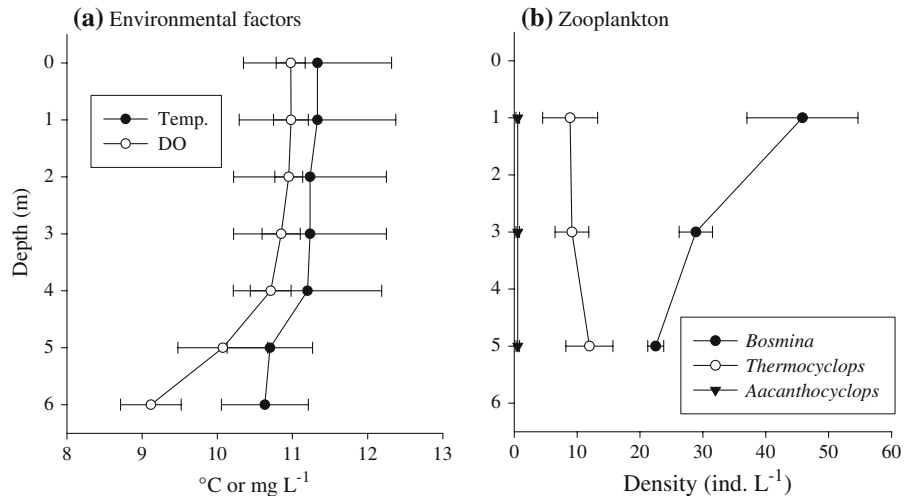 (a) Environmental factors
0
1
2
3
4
5
6
Depth (m)
Temp.
DO
8
9
10
11
12
13
°C or mg L-1
(b) Zooplankton
0
1
2
3
4
5
6
Bosmina
Thermocyclops
Aacanthocyclops
0
10
20
30
40
50
60
Density (ind. L-1)